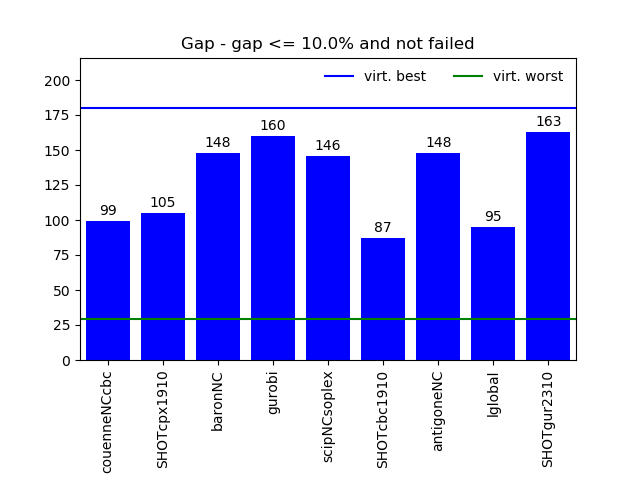 Gap - gap <= 10.0% and not failed
virt. best
virt. worst
200
175
150
125
100
75
50
25
0
99
105
148
160
146
87
148
95
163
couenneNCcbc
SHOTcpx1910
baronNC
gurobi
scipNCsoplex
SHOTcbc1910
antigoneNC
lglobal
SHOTgur2310